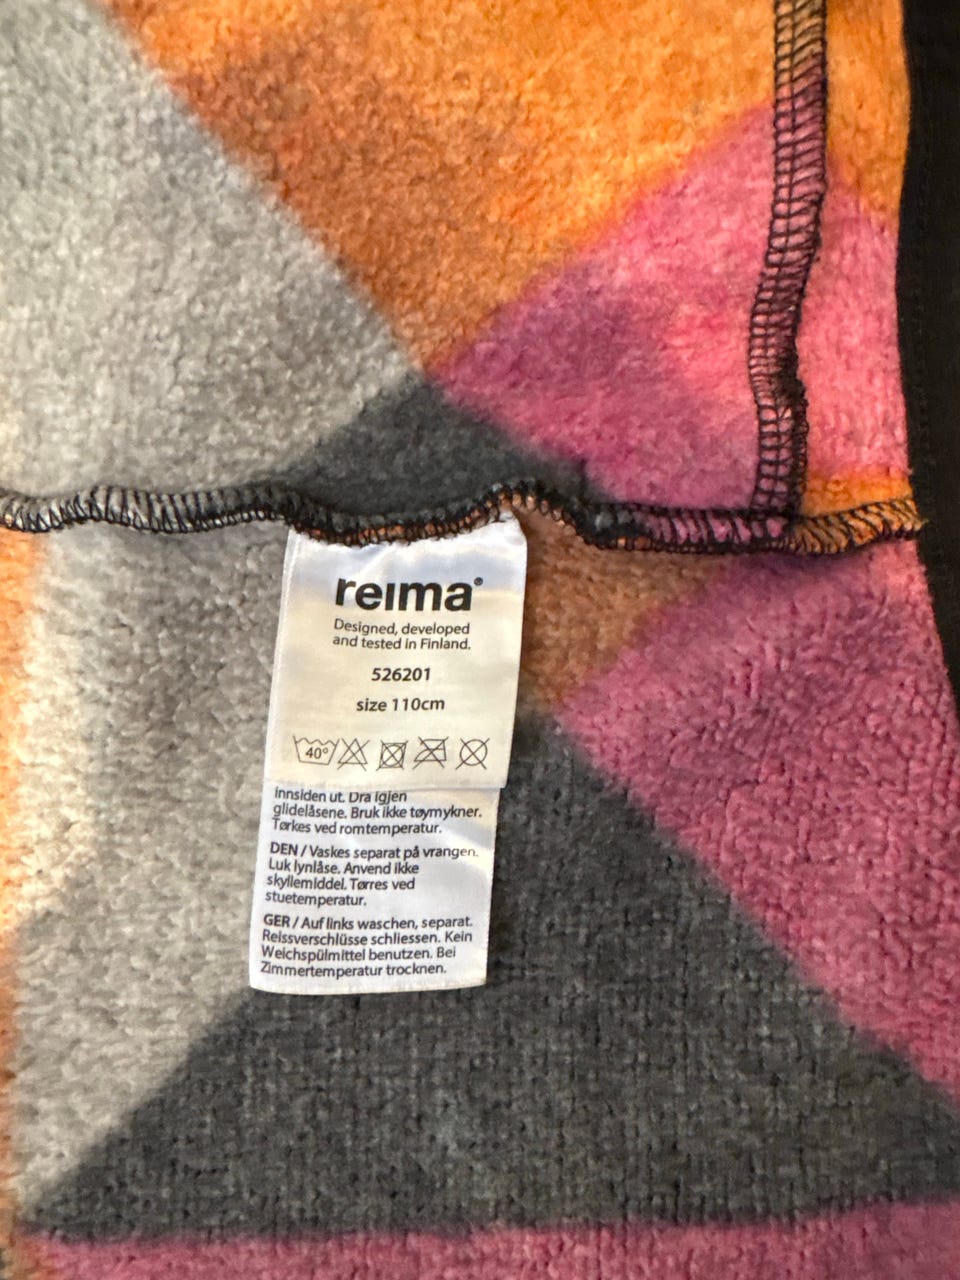 reima®
Designed, developed
and tested in Finland.
526201
size 110cm
40°
innsiden ut. Dra igjen
glidelåsene. Bruk ikke tøymykner.
Tørkes ved romtemperatur.
DEN / Vaskes separat på vrangen.
Luk lynlåse. Anvend ikke
skyllemiddel. Tørres ved
stuetemperatur.
GER / Auf links waschen, separat.
Reissverschlüsse schliessen. Kein
Weichspülmittel benutzen. Bei
Zimmertemperatur trocknen.